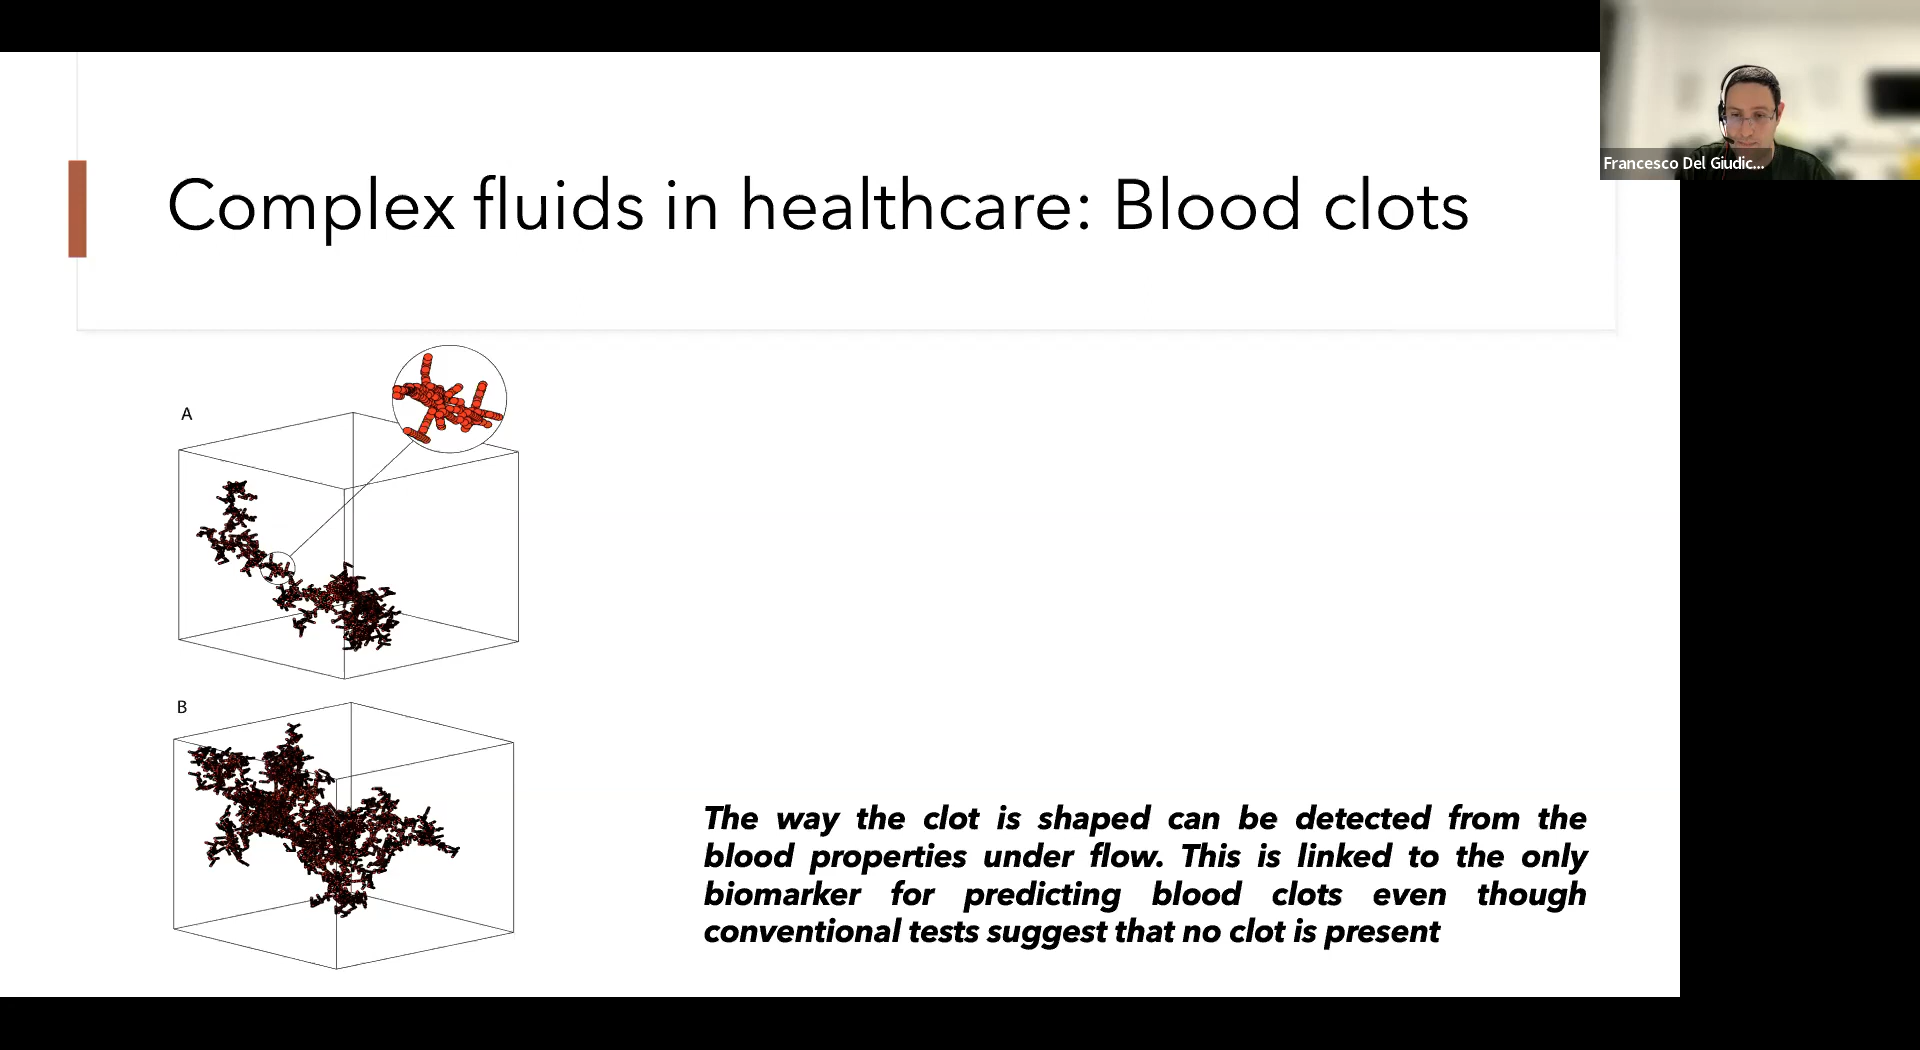 Francesco Del Giudic...
Complex fluids in healthcare: Blood clots
A
B
The way the clot is shaped can be detected from the
blood properties under flow. This is linked to the only
biomarker for predicting blood clots even though
conventional tests suggest that no clot is present